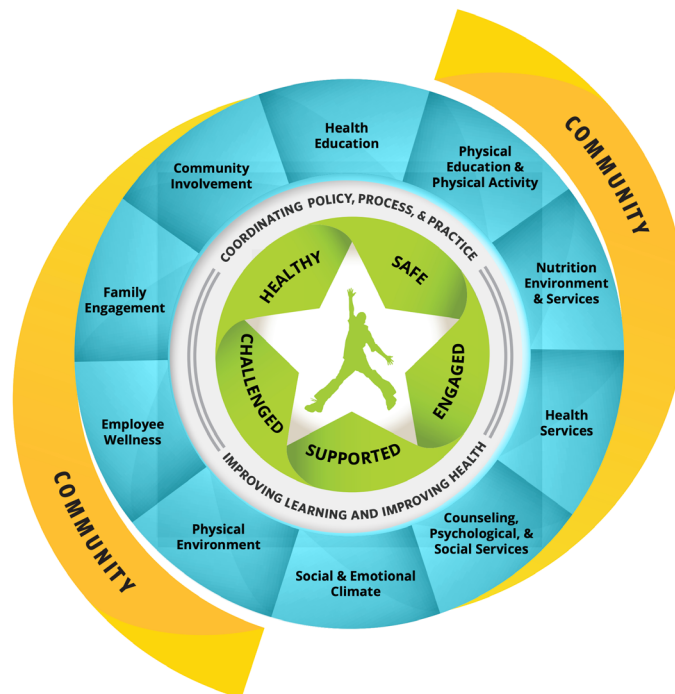 COMMUNITY
Health
Education
Physical
Education &
Physical Activity
Nutrition
Environment
& Services
Health
Services
Counseling,
Psychological, &
Social Services
Social & Emotional
Climate
Physical
Environment
Employee
Wellness
Family
Engagement
Community
Involvement
COORDINATING POLICY, PROCESS, & PRACTICE
IMPROVING LEARNING AND IMPROVING HEALTH
HEALTHY
SAFE
ENGAGED
SUPPORTED
CHALLENGED
COMMUNITY